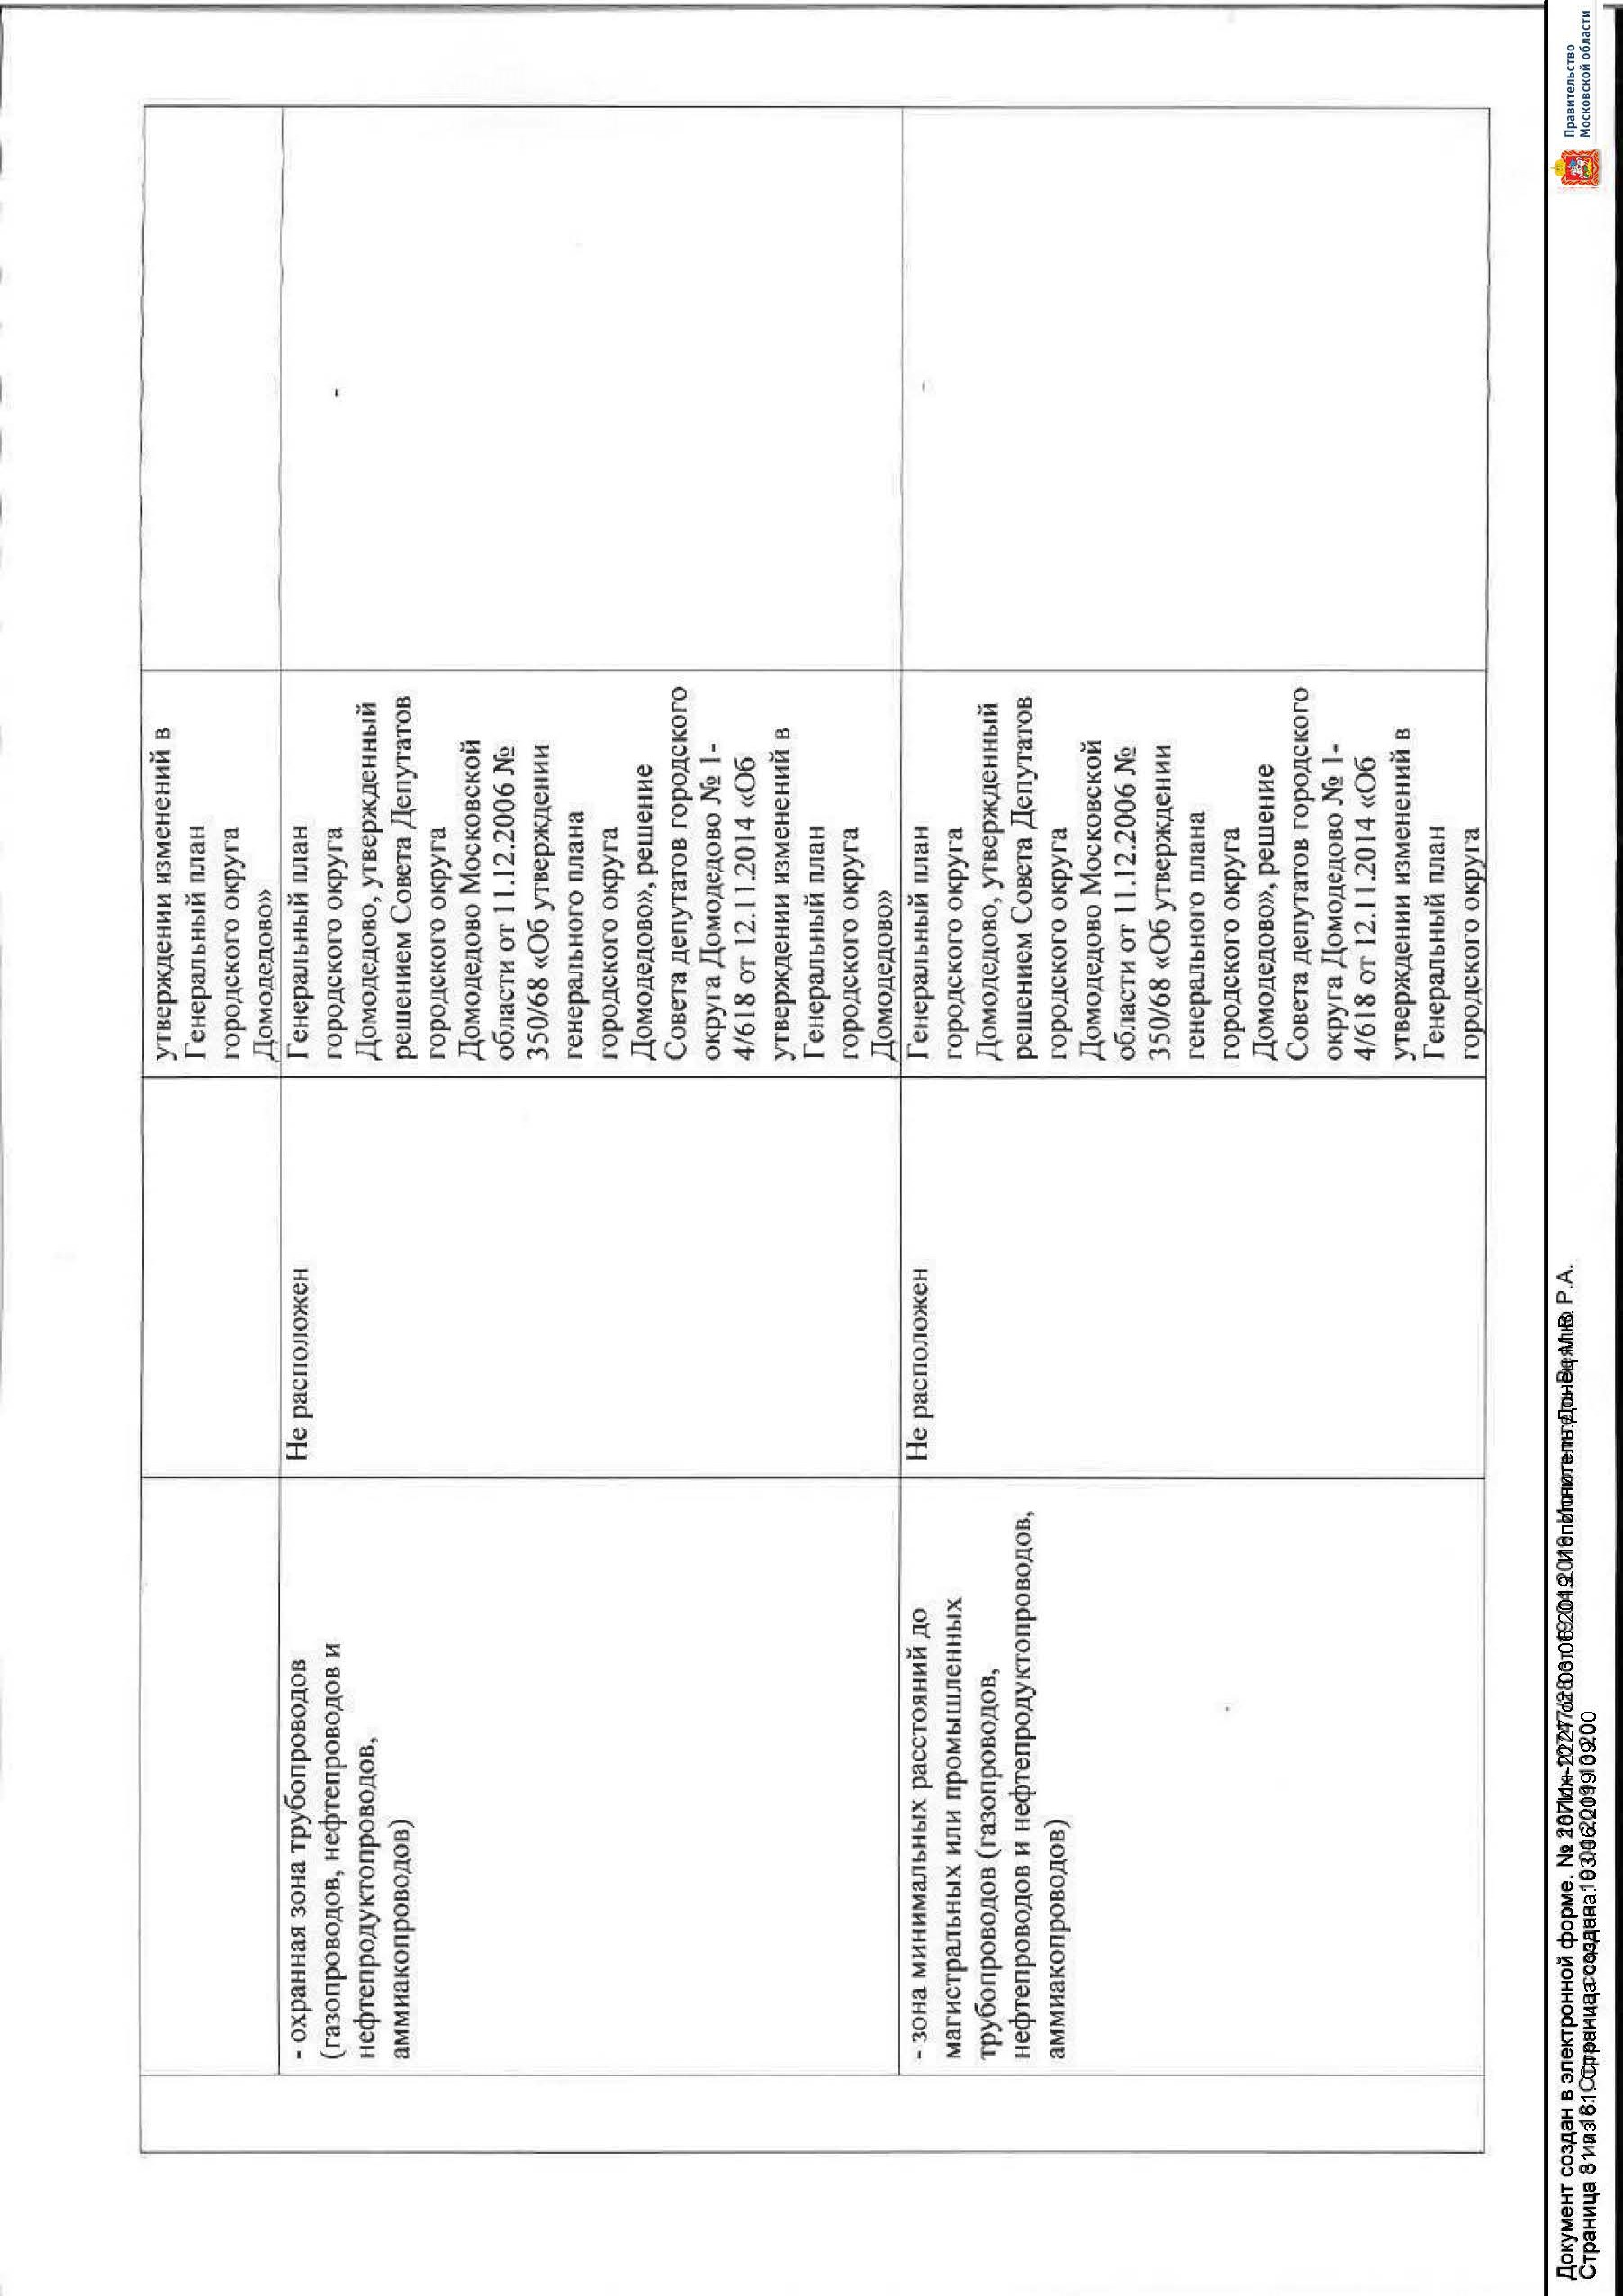 утверждении изменений в
Генеральный план
городского округа
Домодедово»
- охранная зона трубопроводов
(газопроводов, нефтепроводов и
нефтепродуктопроводов,
аммиакопроводов)
Не расположен
Генеральный план
городского округа
Домодедово, утвержденный
решением Совета Депутатов
городского округа
Домодедово Московской
области от 11.12.2006 №
350/68 «Об утверждении
генерального плана
городского округа
Домодедово», решение
Совета депутатов городского
округа Домодедово № 1-
4/618 от 12.11.2014 «Об
утверждении изменений в
Генеральный план
городского округа
Домодедово»
-
- зона минимальных расстояний до
магистральных или промышленных
трубопроводов (газопроводов,
нефтепроводов и нефтепродуктопроводов,
аммиакопроводов)
Не расположен
Генеральный план
городского округа
Домодедово, утвержденный
решением Совета Депутатов
городского округа
Домодедово Московской
области от 11.12.2006 №
350/68 «Об утверждении
генерального плана
городского округа
Домодедово», решение
Совета депутатов городского
округа Домодедово № 1-
4/618 от 12.11.2014 «Об
утверждении изменений в
Генеральный план
городского округа
-
Документ создан в электронной форме. №
Страница
Правительство
Московской области